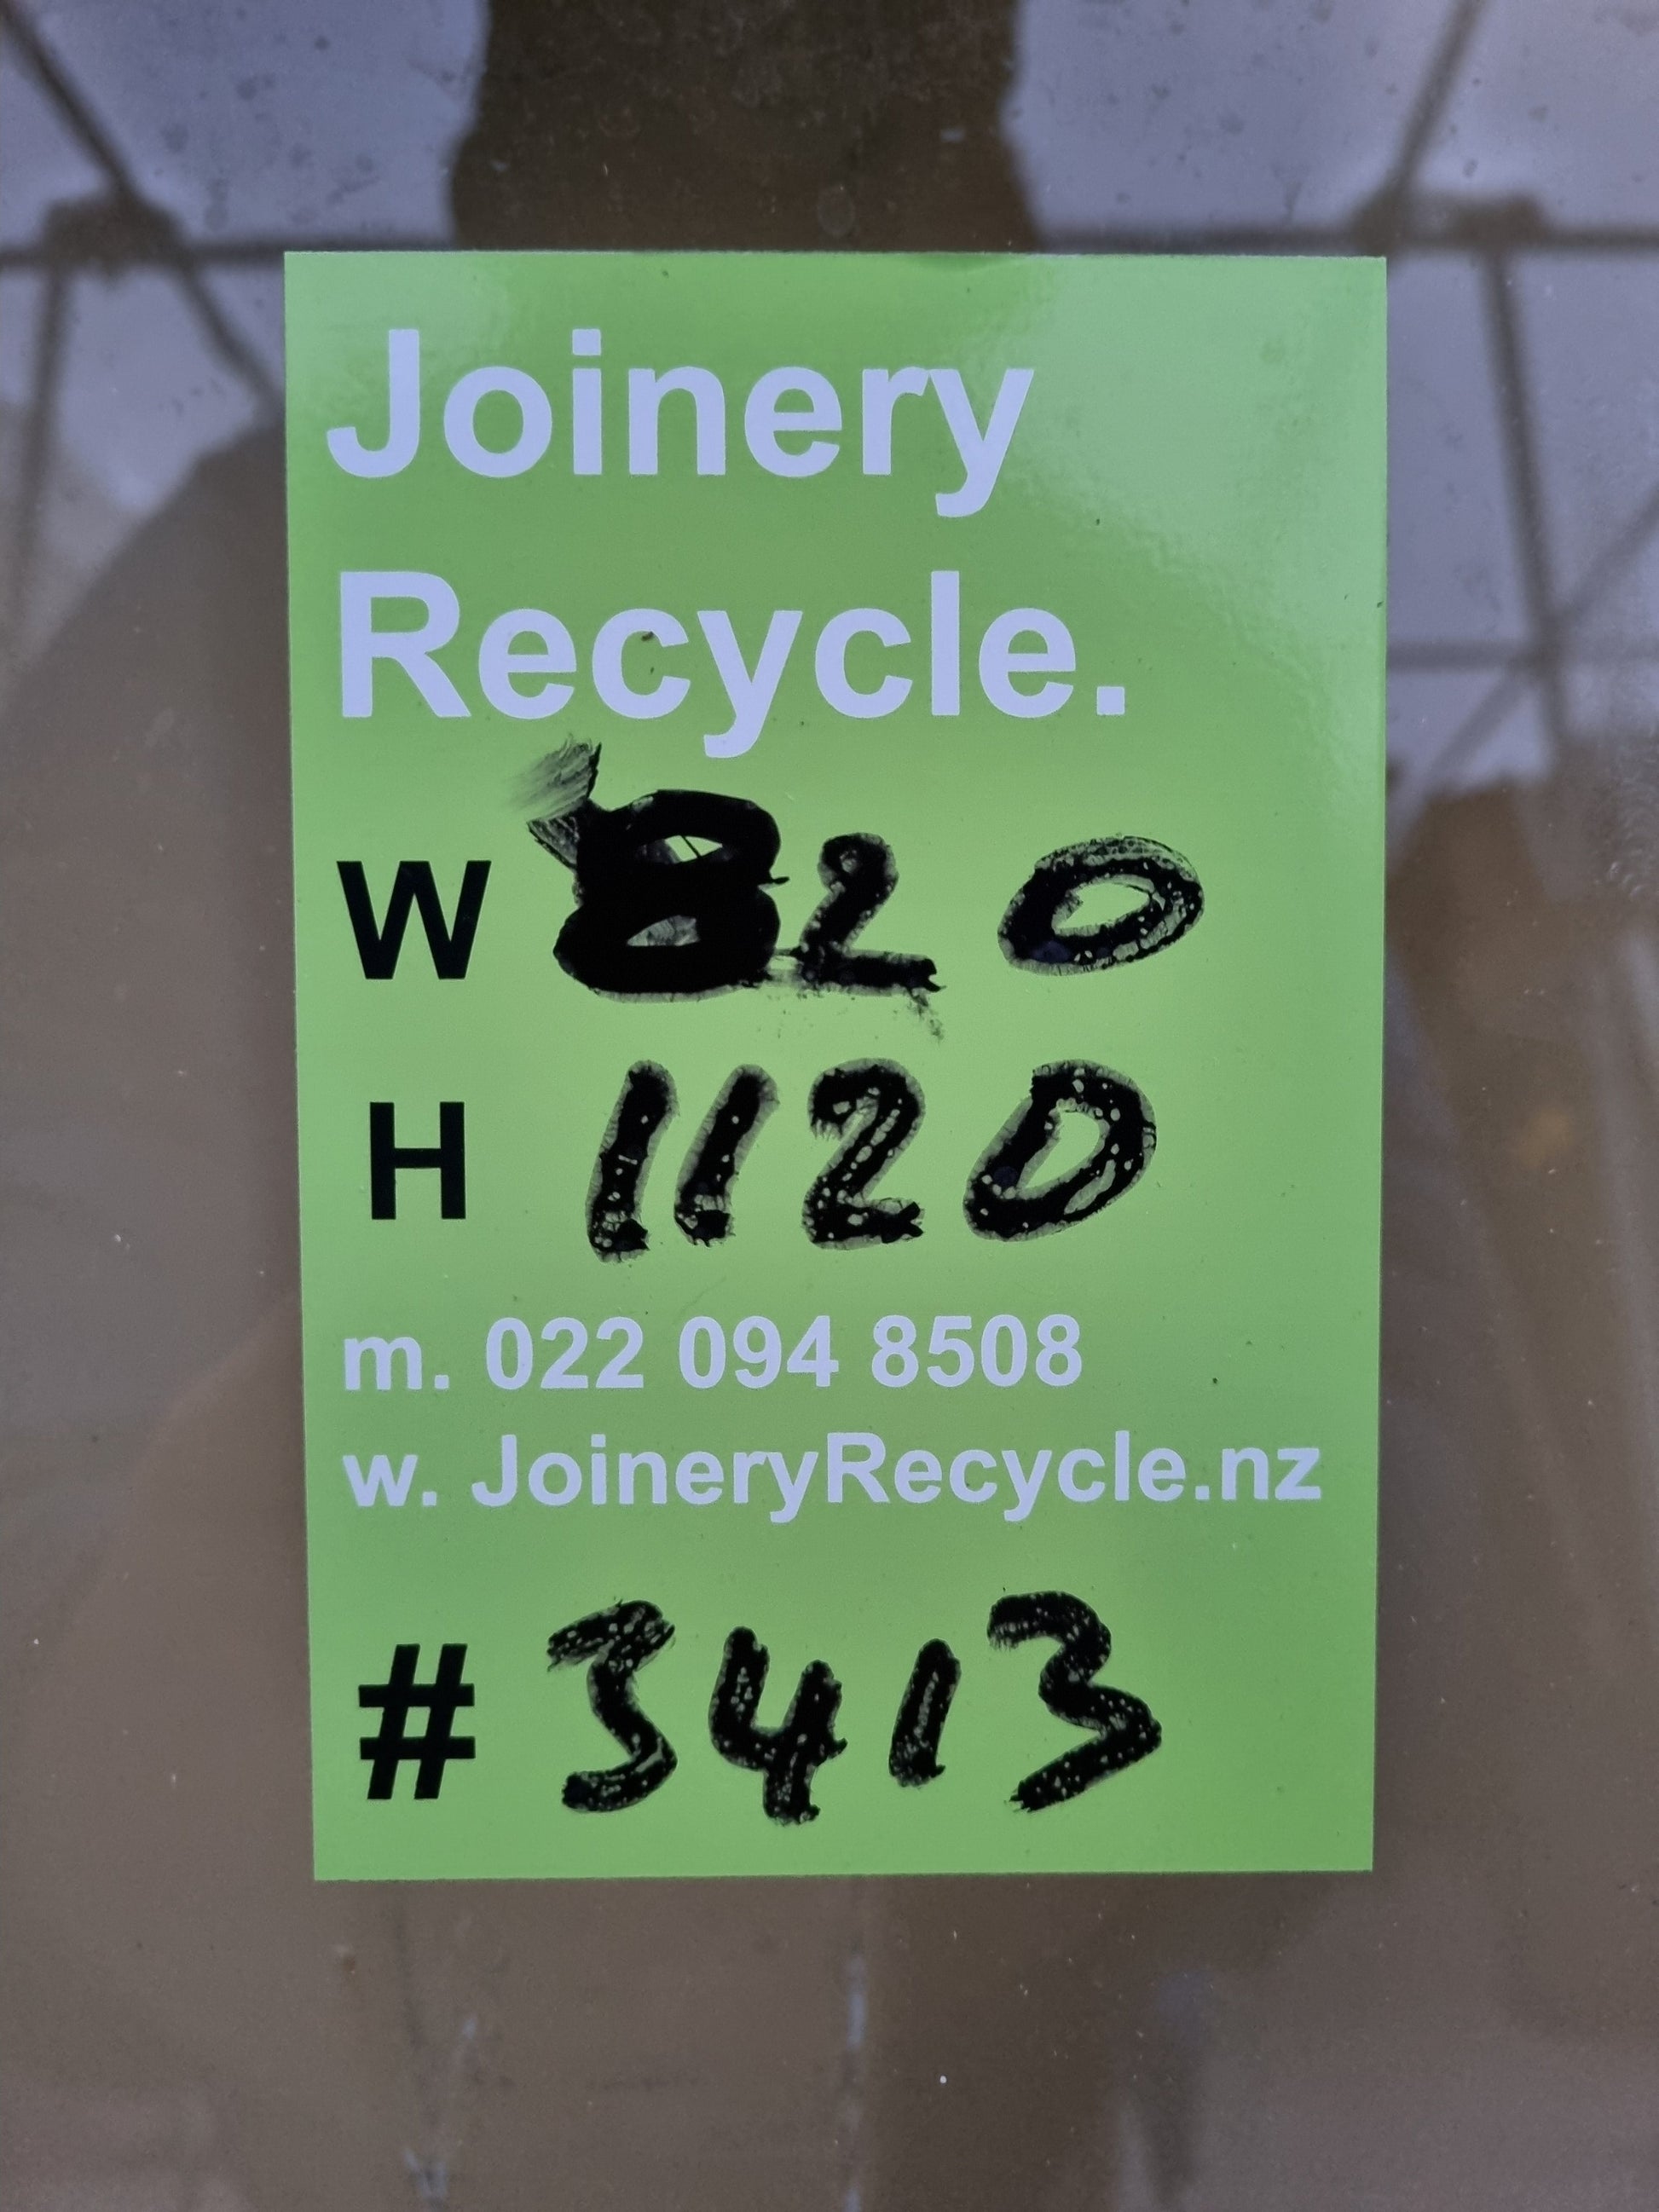 Joinery
Recycle.
W 820
H 1120
m. 022 094 8508
w. JoineryRecycle.nz
# 3413